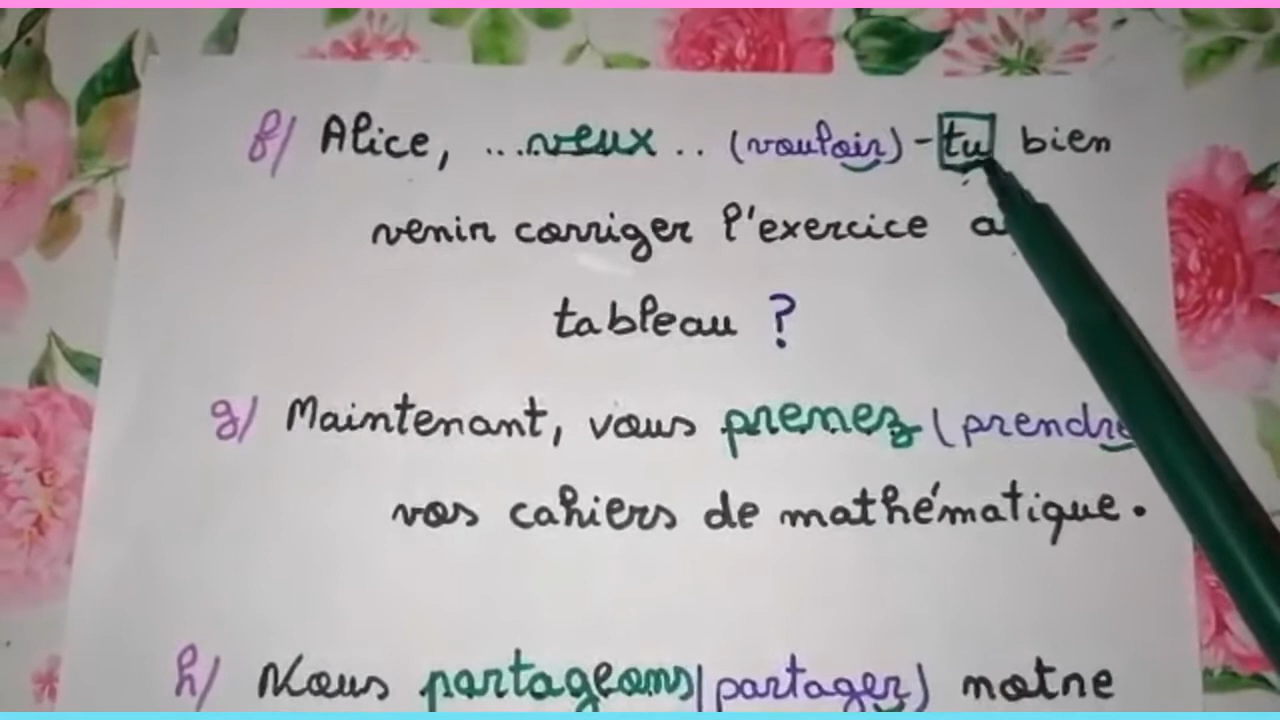 f/ Alice, ...veux.. (vouloir)-tu bien
venir corriger l'exercice a
tableau ?
g/ Maintenant, vous prenez (prendre
vos cahiers de mathématique.
h/ Nous partageons (partager) notre